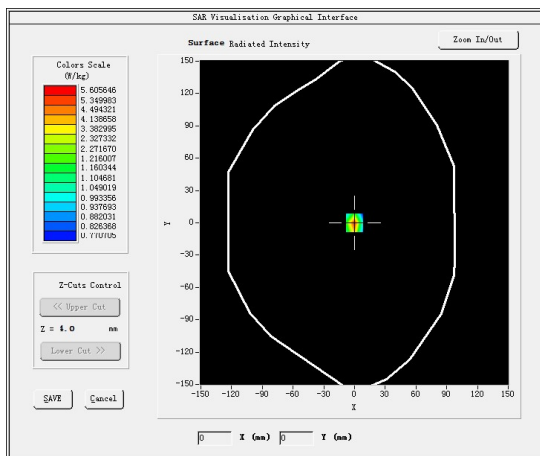 SAR Visualisation Graphical Interface
Surface Radiated Intensity
Zoom In/Out
Colors Scale
(W/kg)
5.605646
5.349983
4.494321
4.138658
3.382995
2.327332
2.271670
1.216007
1.160344
1.104681
1.049019
0.993356
0.937693
0.882031
0.826368
0.770705
150
120
90
60
30
0
-30
-60
-90
-120
-150
Y
-150 -120 -90 -60 -30 0 30 60 90 120 150
X
Z-Cuts Control
<< Upper Cut
Z = 4.0 mm
Lower Cut >>
SAVE Cancel
0 X (mm) 0 Y (mm)